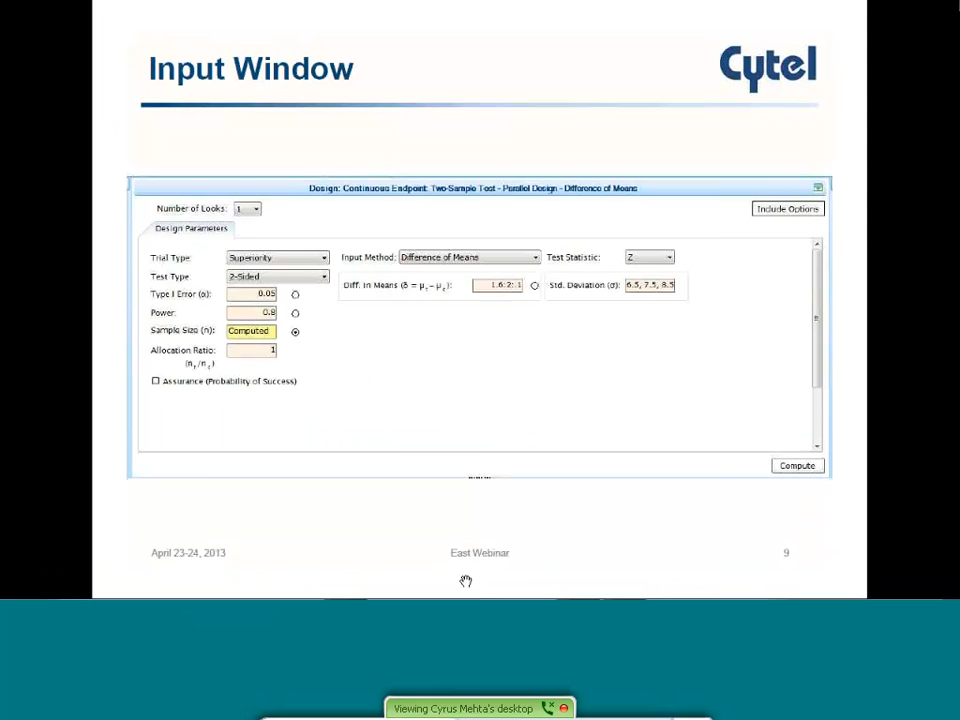 Input Window
Cytel
Design: Continuous Endpoint: Two-Sample Test - Parallel Design - Difference of Means
Number of Looks: 1
Include Options
Design Parameters
Trial Type: Superiority Input Method: Difference of Means Test Statistic: Z
Test Type: 2-Sided
Diff. in Means (δ = μt - μc): 1.6:2:.1 Std. Deviation (σ): 6.5, 7.5, 8.5
Type I Error (α): 0.05
Power: 0.8
Sample Size (n): Computed
Allocation Ratio: 1
(nt/nc)
Assurance (Probability of Success)
Compute
April 23-24, 2013 East Webinar 9
Viewing Cyrus Mehta's desktop